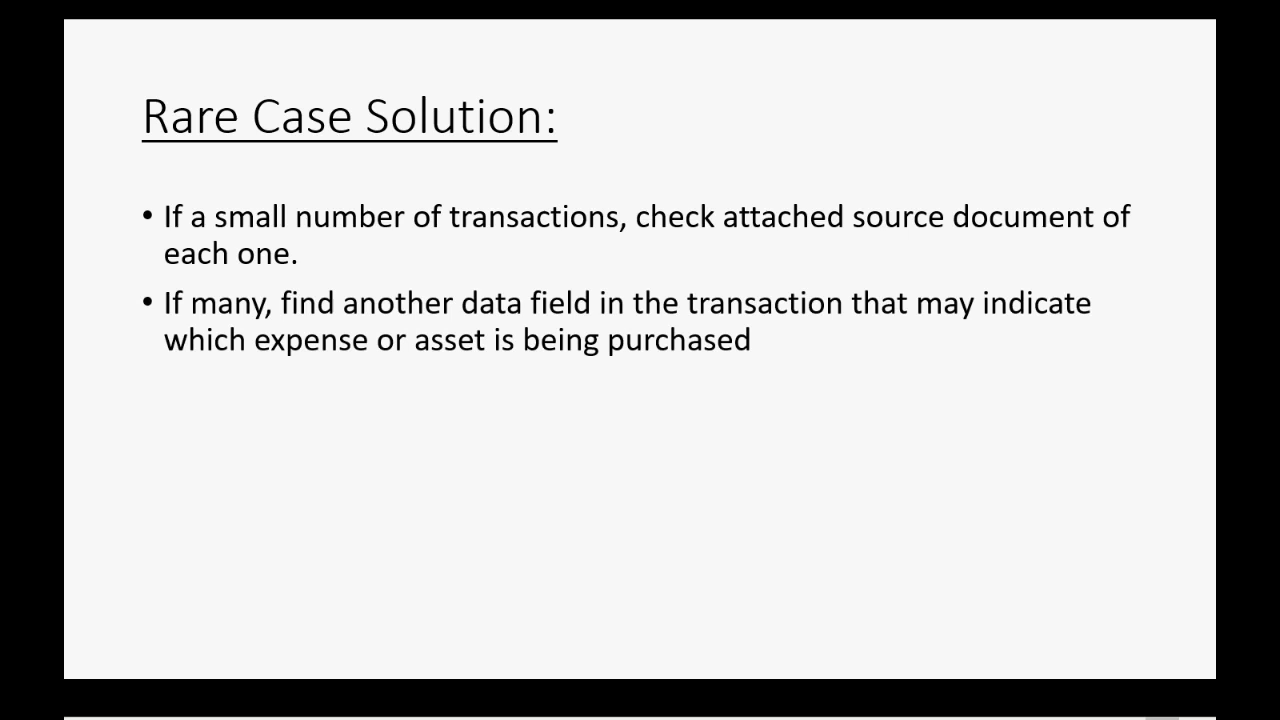 Rare Case Solution:
• If a small number of transactions, check attached source document of
each one.
• If many, find another data field in the transaction that may indicate
which expense or asset is being purchased